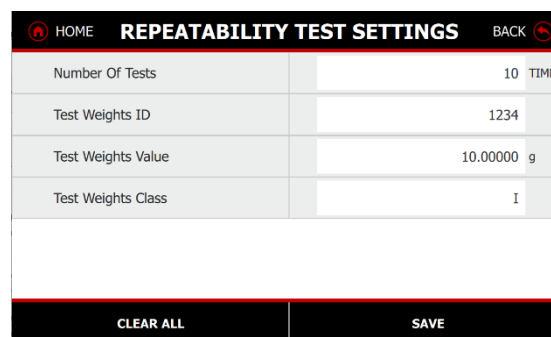 HOME REPEATABILITY TEST SETTINGS BACK
Number Of Tests 10
Test Weights ID 1234
Test Weights Value 10.00000 g
Test Weights Class I
CLEAR ALL SAVE